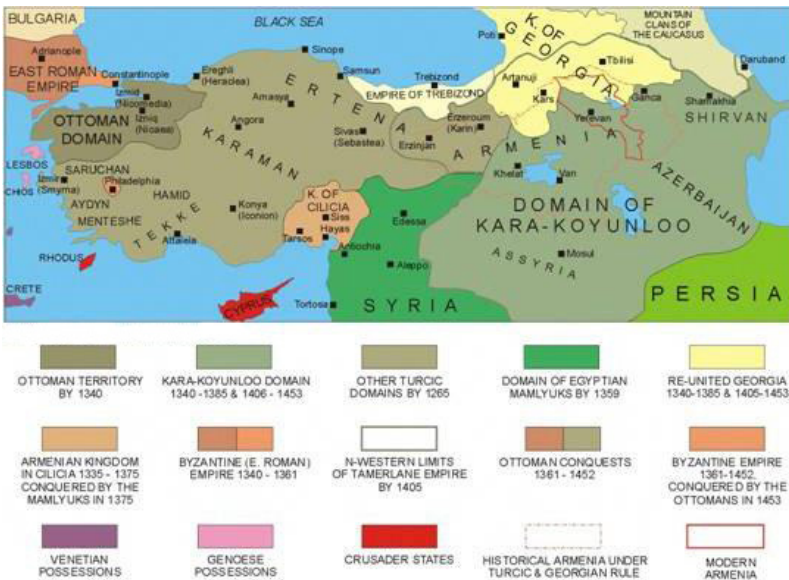 BULGARIA
BLACK SEA
MOUNTAIN
CLANS OF
THE CAUCASUS
K. OF
GEORGIA
Poti
Adrianople
EAST ROMAN
EMPIRE
Constantinople
Sinope
Ereghli
(Heraclea)
Samsun
Trebizond
EMPIRE OF TREBIZOND
Artanuji
Tbilisi
Daruband
Kars
Ganca
Shamakhia
SHIRVAN
Izmid
(Nicomedia)
Izniq
(Nicaea)
OTTOMAN
DOMAIN
Amasya
Angora
ERTENA
KARAMAN
Sivas
(Sebastea)
Erzeroum
(Karin)
Erzinjan
ARMENIA
Yerevan
LESBOS
CHIOS
SARUCHAN
Izmir
(Smyrna)
Philadelphia
AYDYN
HAMID
MENTESHE
TEKKE
Konya
(Iconion)
Attaleia
K. OF
CILICIA
Siss
Hayas
Tarsos
Antiochia
Edessa
Aleppo
Khelat
Van
DOMAIN OF
KARA-KOYUNLOO
AZERBAIJAN
ASSYRIA
Mosul
PERSIA
RHODUS
CRETE
CYPRUS
Tortosa
SYRIA
OTTOMAN TERRITORY
BY 1340
KARA-KOYUNLOO DOMAIN
1340 -1385 & 1406 - 1453
OTHER TURCIC
DOMAINS BY 1265
DOMAIN OF EGYPTIAN
MAMLYUKS BY 1359
RE-UNITED GEORGIA
1340-1385 & 1405-1453
ARMENIAN KINGDOM
IN CILICIA 1335 - 1375
CONQUERED BY THE
MAMLYUKS IN 1375
BYZANTINE (E. ROMAN)
EMPIRE 1340 - 1361
N-WESTERN LIMITS
OF TAMERLANE EMPIRE
BY 1405
OTTOMAN CONQUESTS
1361 - 1452
BYZANTINE EMPIRE
1361-1452,
CONQUERED BY THE
OTTOMANS IN 1453
VENETIAN
POSSESSIONS
GENOESE
POSSESSIONS
CRUSADER STATES
HISTORICAL ARMENIA UNDER
TURCIC & GEORGIAN RULE
MODERN
ARMENIA